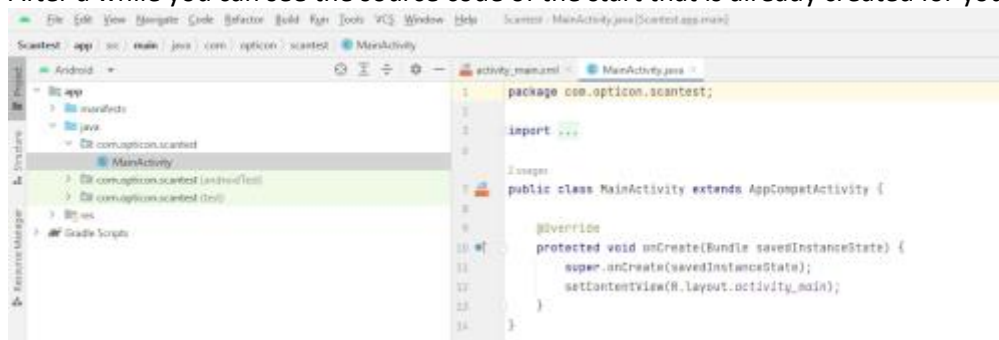 After a while you can see the source code of the start that is already created for you
File Edit View Navigate Code Refactor Build Run Tools VCS Window Help Scantest - MainActivity.java [Scantest.app.main]
Scantest app src main java com opticon scantest MainActivity
Project
Structure
Resource Manager
Android
app
manifests
java
com.opticon.scantest
MainActivity
com.opticon.scantest (androidTest)
com.opticon.scantest (test)
res
Gradle Scripts
activity_main.xml MainActivity.java
1 package com.opticon.scantest;
2
3 import ...
2 usages
7 public class MainActivity extends AppCompatActivity {
8
9 @Override
10 protected void onCreate(Bundle savedInstanceState) {
11 super.onCreate(savedInstanceState);
12 setContentView(R.layout.activity_main);
13 }
14 }